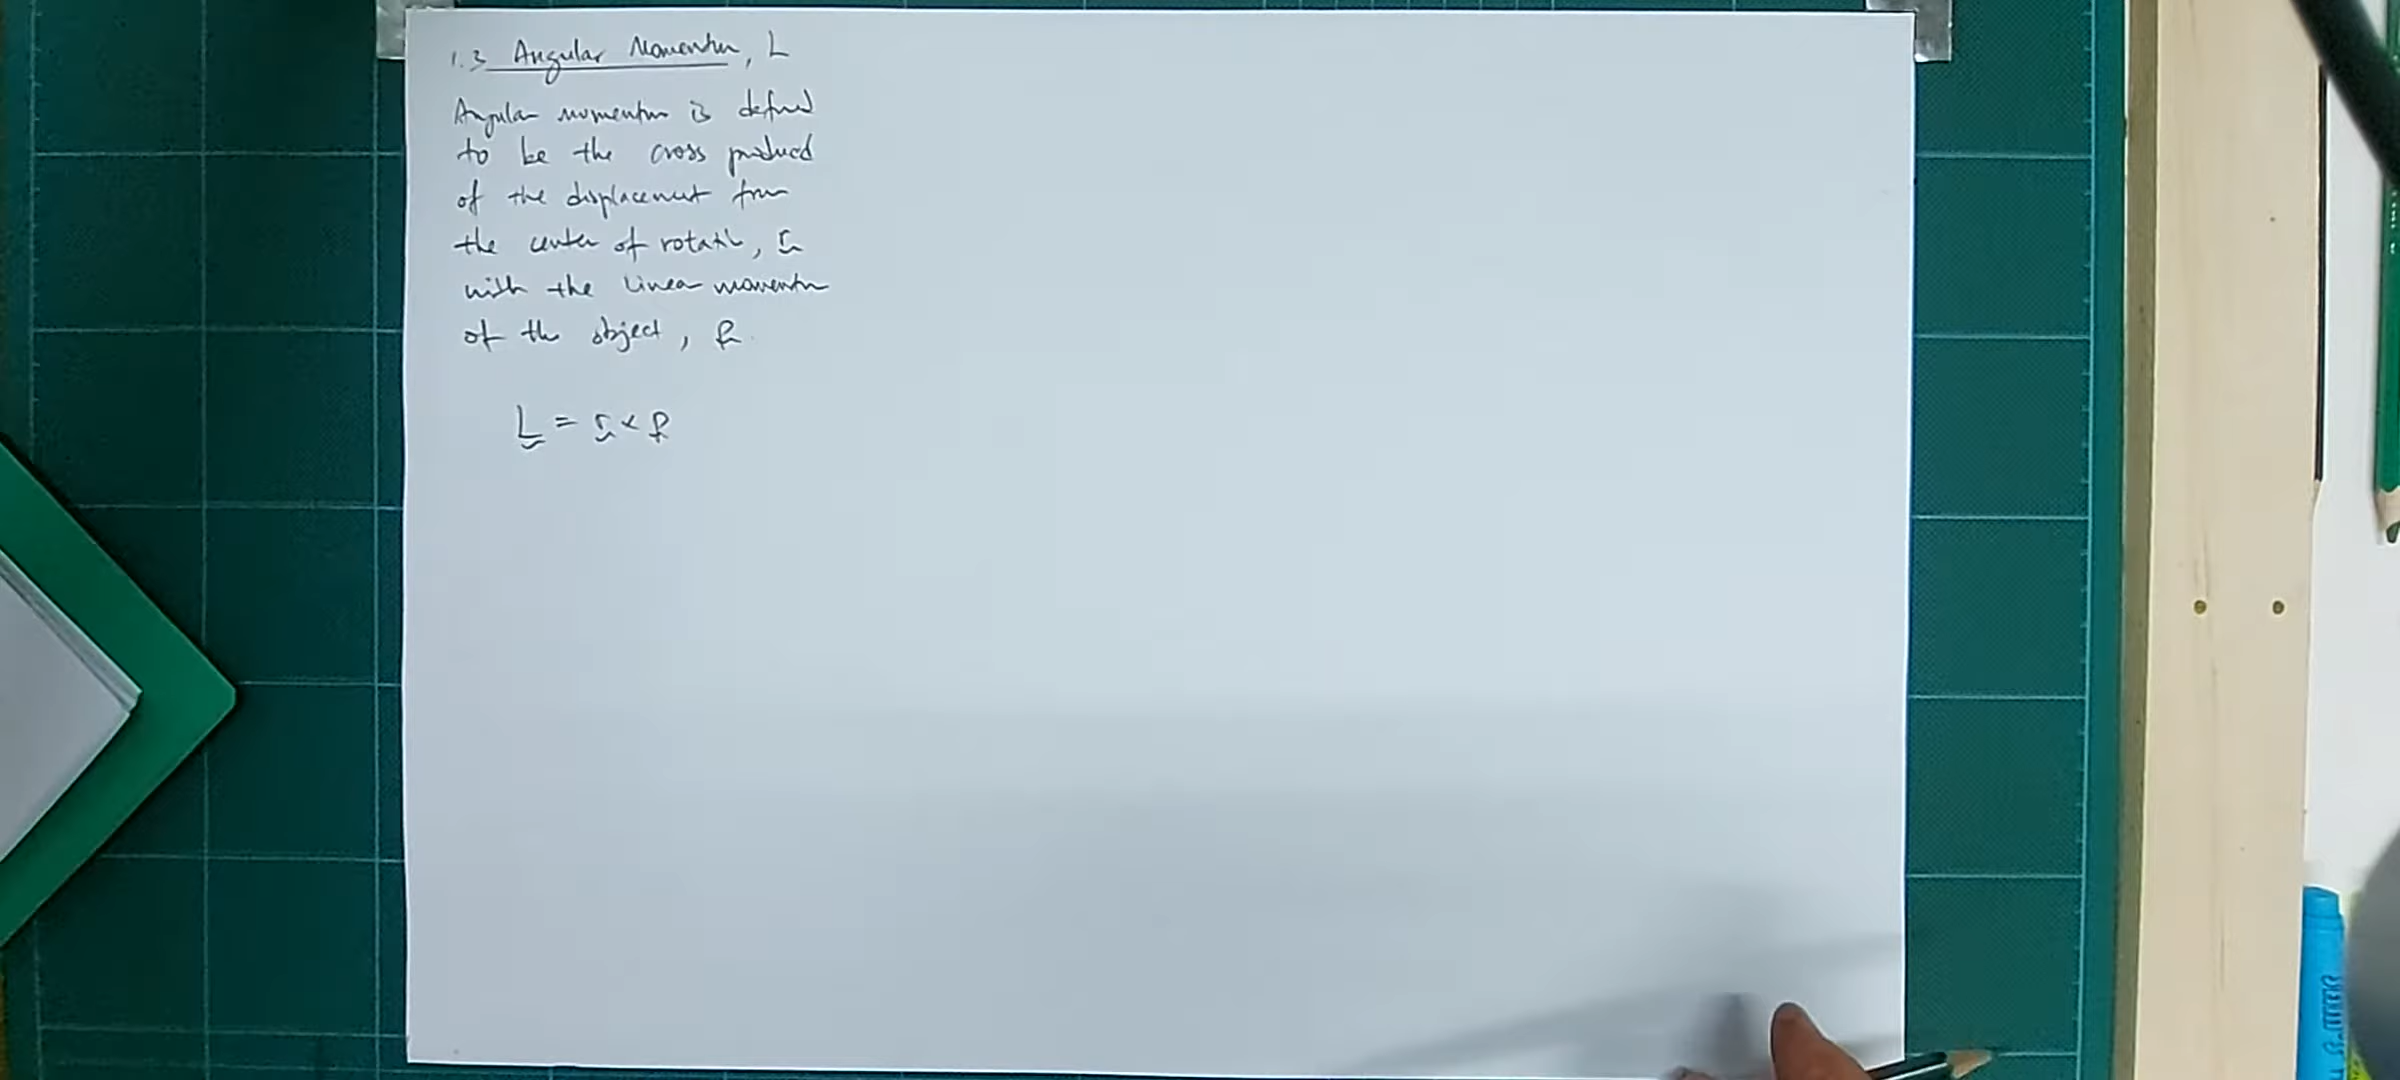 1.3 Angular Momentum, L
Angular momentum is defined
to be the cross product
of the displacement from
the center of rotation, r
with the linear momentum
of the object, p.
L = r × p